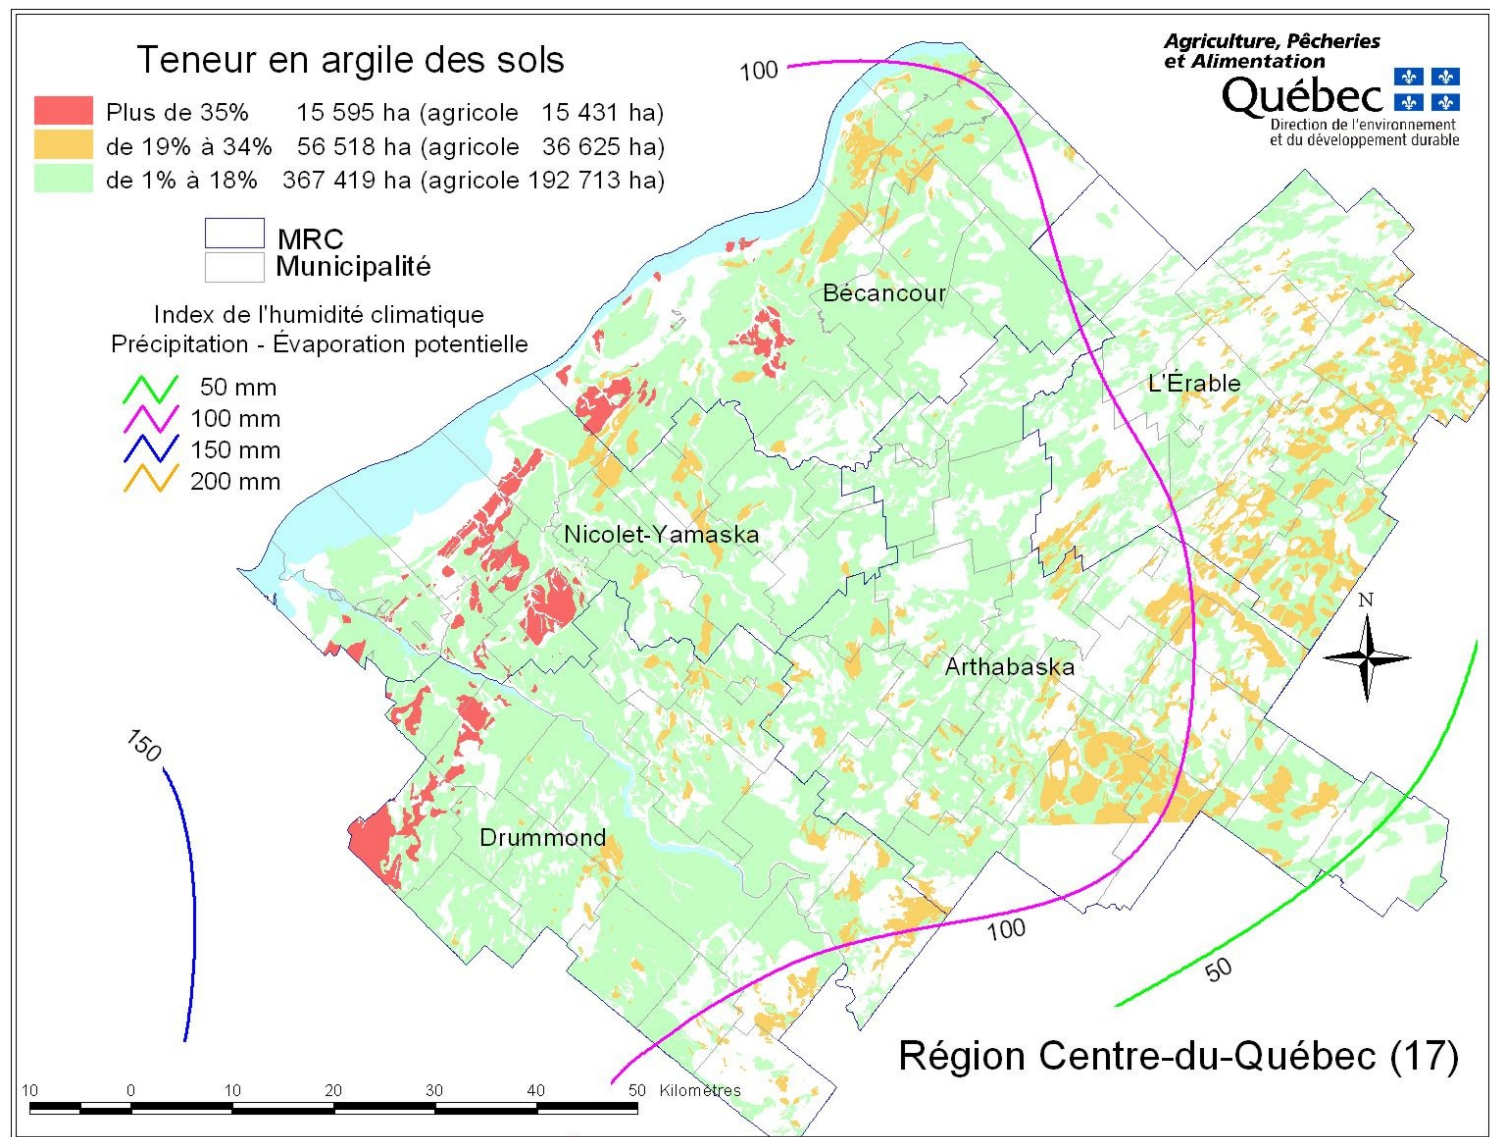 Teneur en argile des sols
Plus de 35% 15 595 ha (agricole 15 431 ha)
de 19% à 34% 56 518 ha (agricole 36 625 ha)
de 1% à 18% 367 419 ha (agricole 192 713 ha)
MRC
Municipalité
Index de l'humidité climatique
Précipitation - Évaporation potentielle
50 mm
100 mm
150 mm
200 mm
Agriculture, Pêcheries
et Alimentation
Québec
Direction de l'environnement
et du développement durable
100
Bécancour
L'Érable
Nicolet-Yamaska
N
Arthabaska
150
Drummond
100
50
Région Centre-du-Québec (17)
10 0 10 20 30 40 50 Kilométres